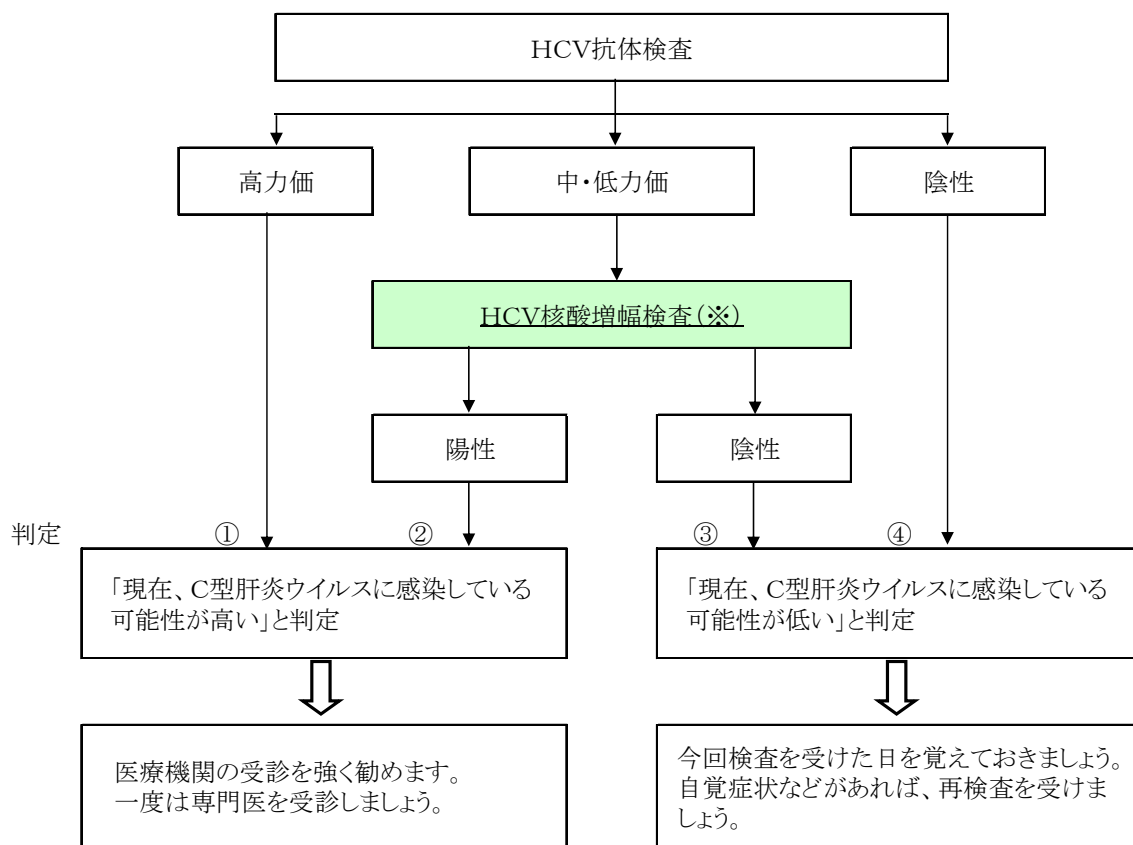 HCV抗体検査
高力価
中・低力価
陰性
HCV核酸増幅検査(※)
陽性
陰性
判定
①
②
③
④
「現在、C型肝炎ウイルスに感染している
可能性が高い」と判定
「現在、C型肝炎ウイルスに感染している
可能性が低い」と判定
医療機関の受診を強く勧めます。
一度は専門医を受診しましょう。
今回検査を受けた日を覚えておきましょう。
自覚症状などがあれば、再検査を受けま
しょう。